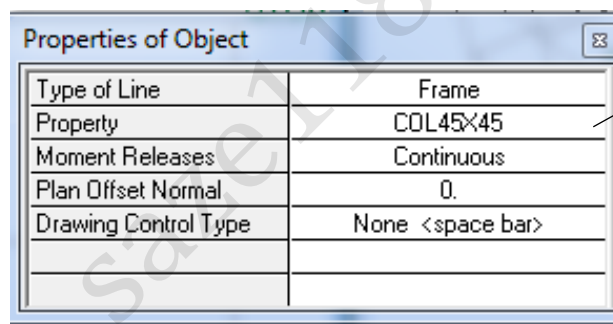 Properties of Object
Type of Line Frame
Property COL45X45
Moment Releases Continuous
Plan Offset Normal 0.
Drawing Control Type None <space bar>
saze118